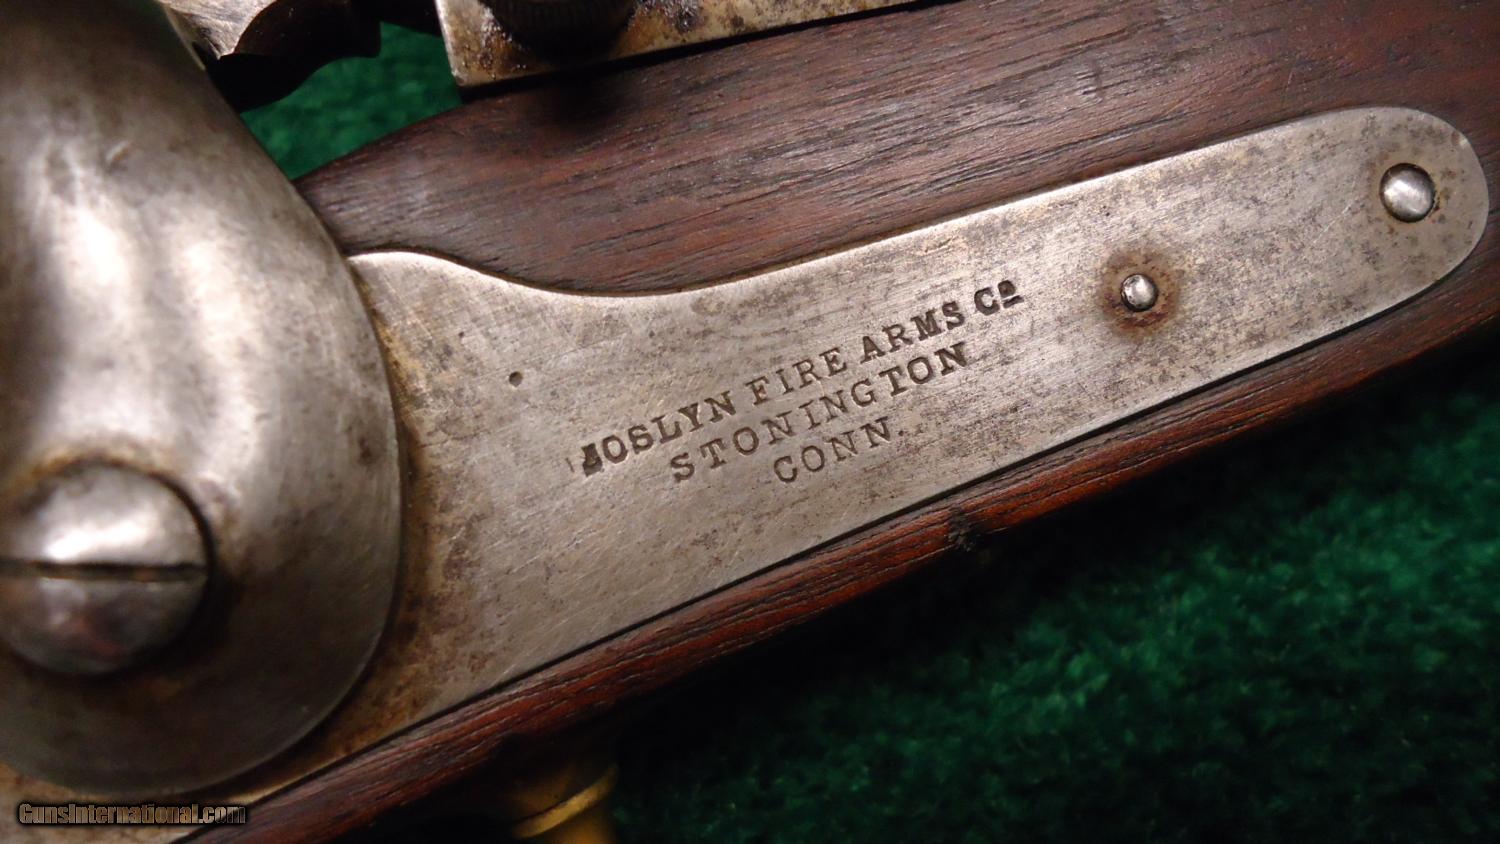 JOSLYN FIRE ARMS Co
STONINGTON
CONN.
GunsInternational.com